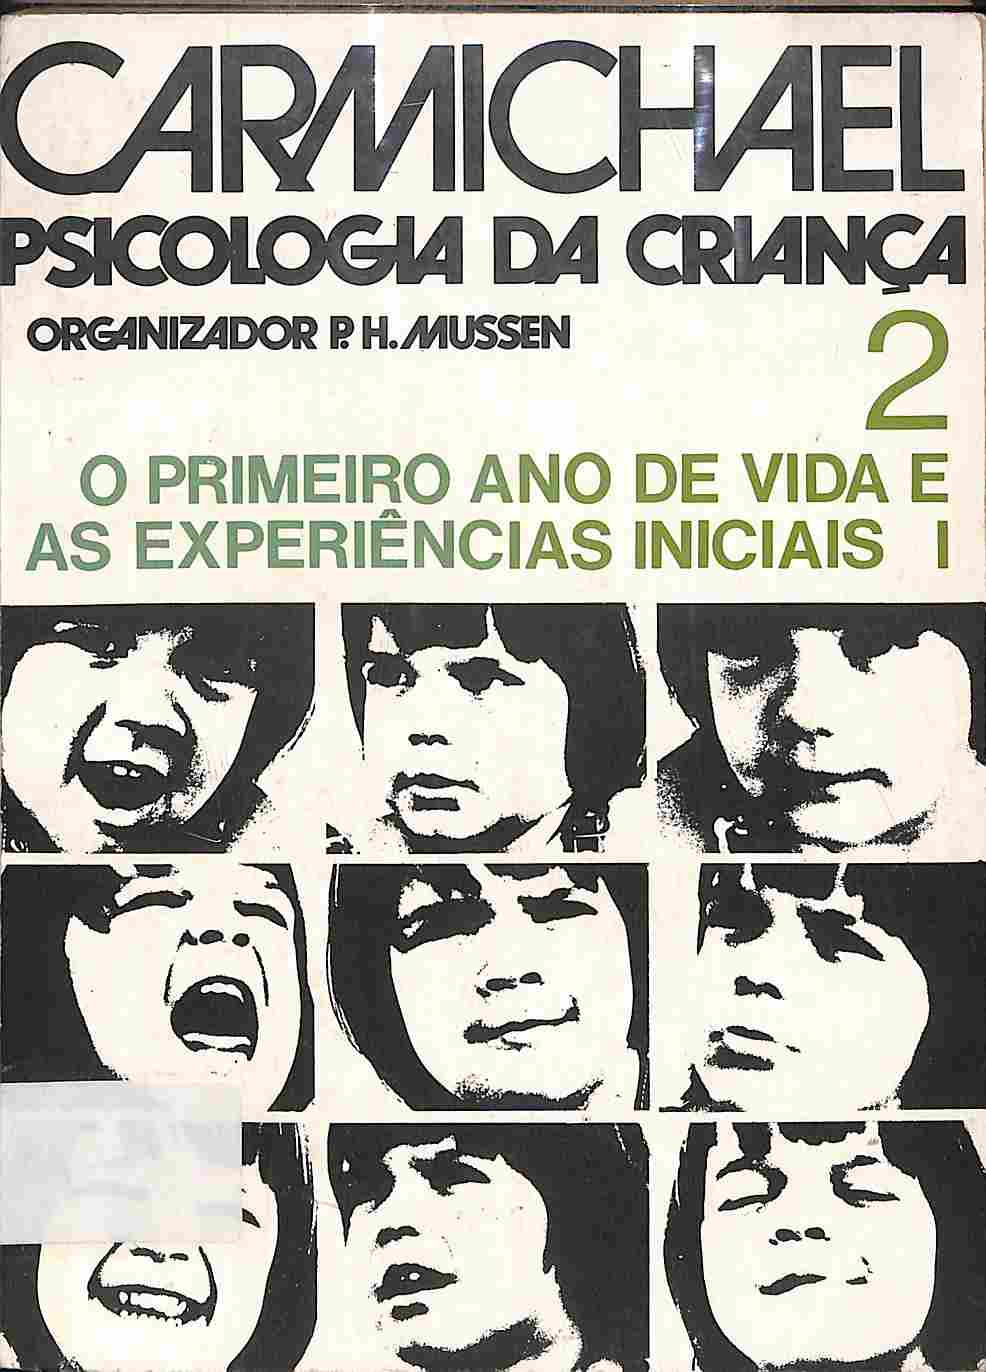 CARMICHAEL
PSICOLOGIA DA CRIANÇA
ORGANIZADOR P. H. MUSSEN
2
O PRIMEIRO ANO DE VIDA E
AS EXPERIÊNCIAS INICIAIS I